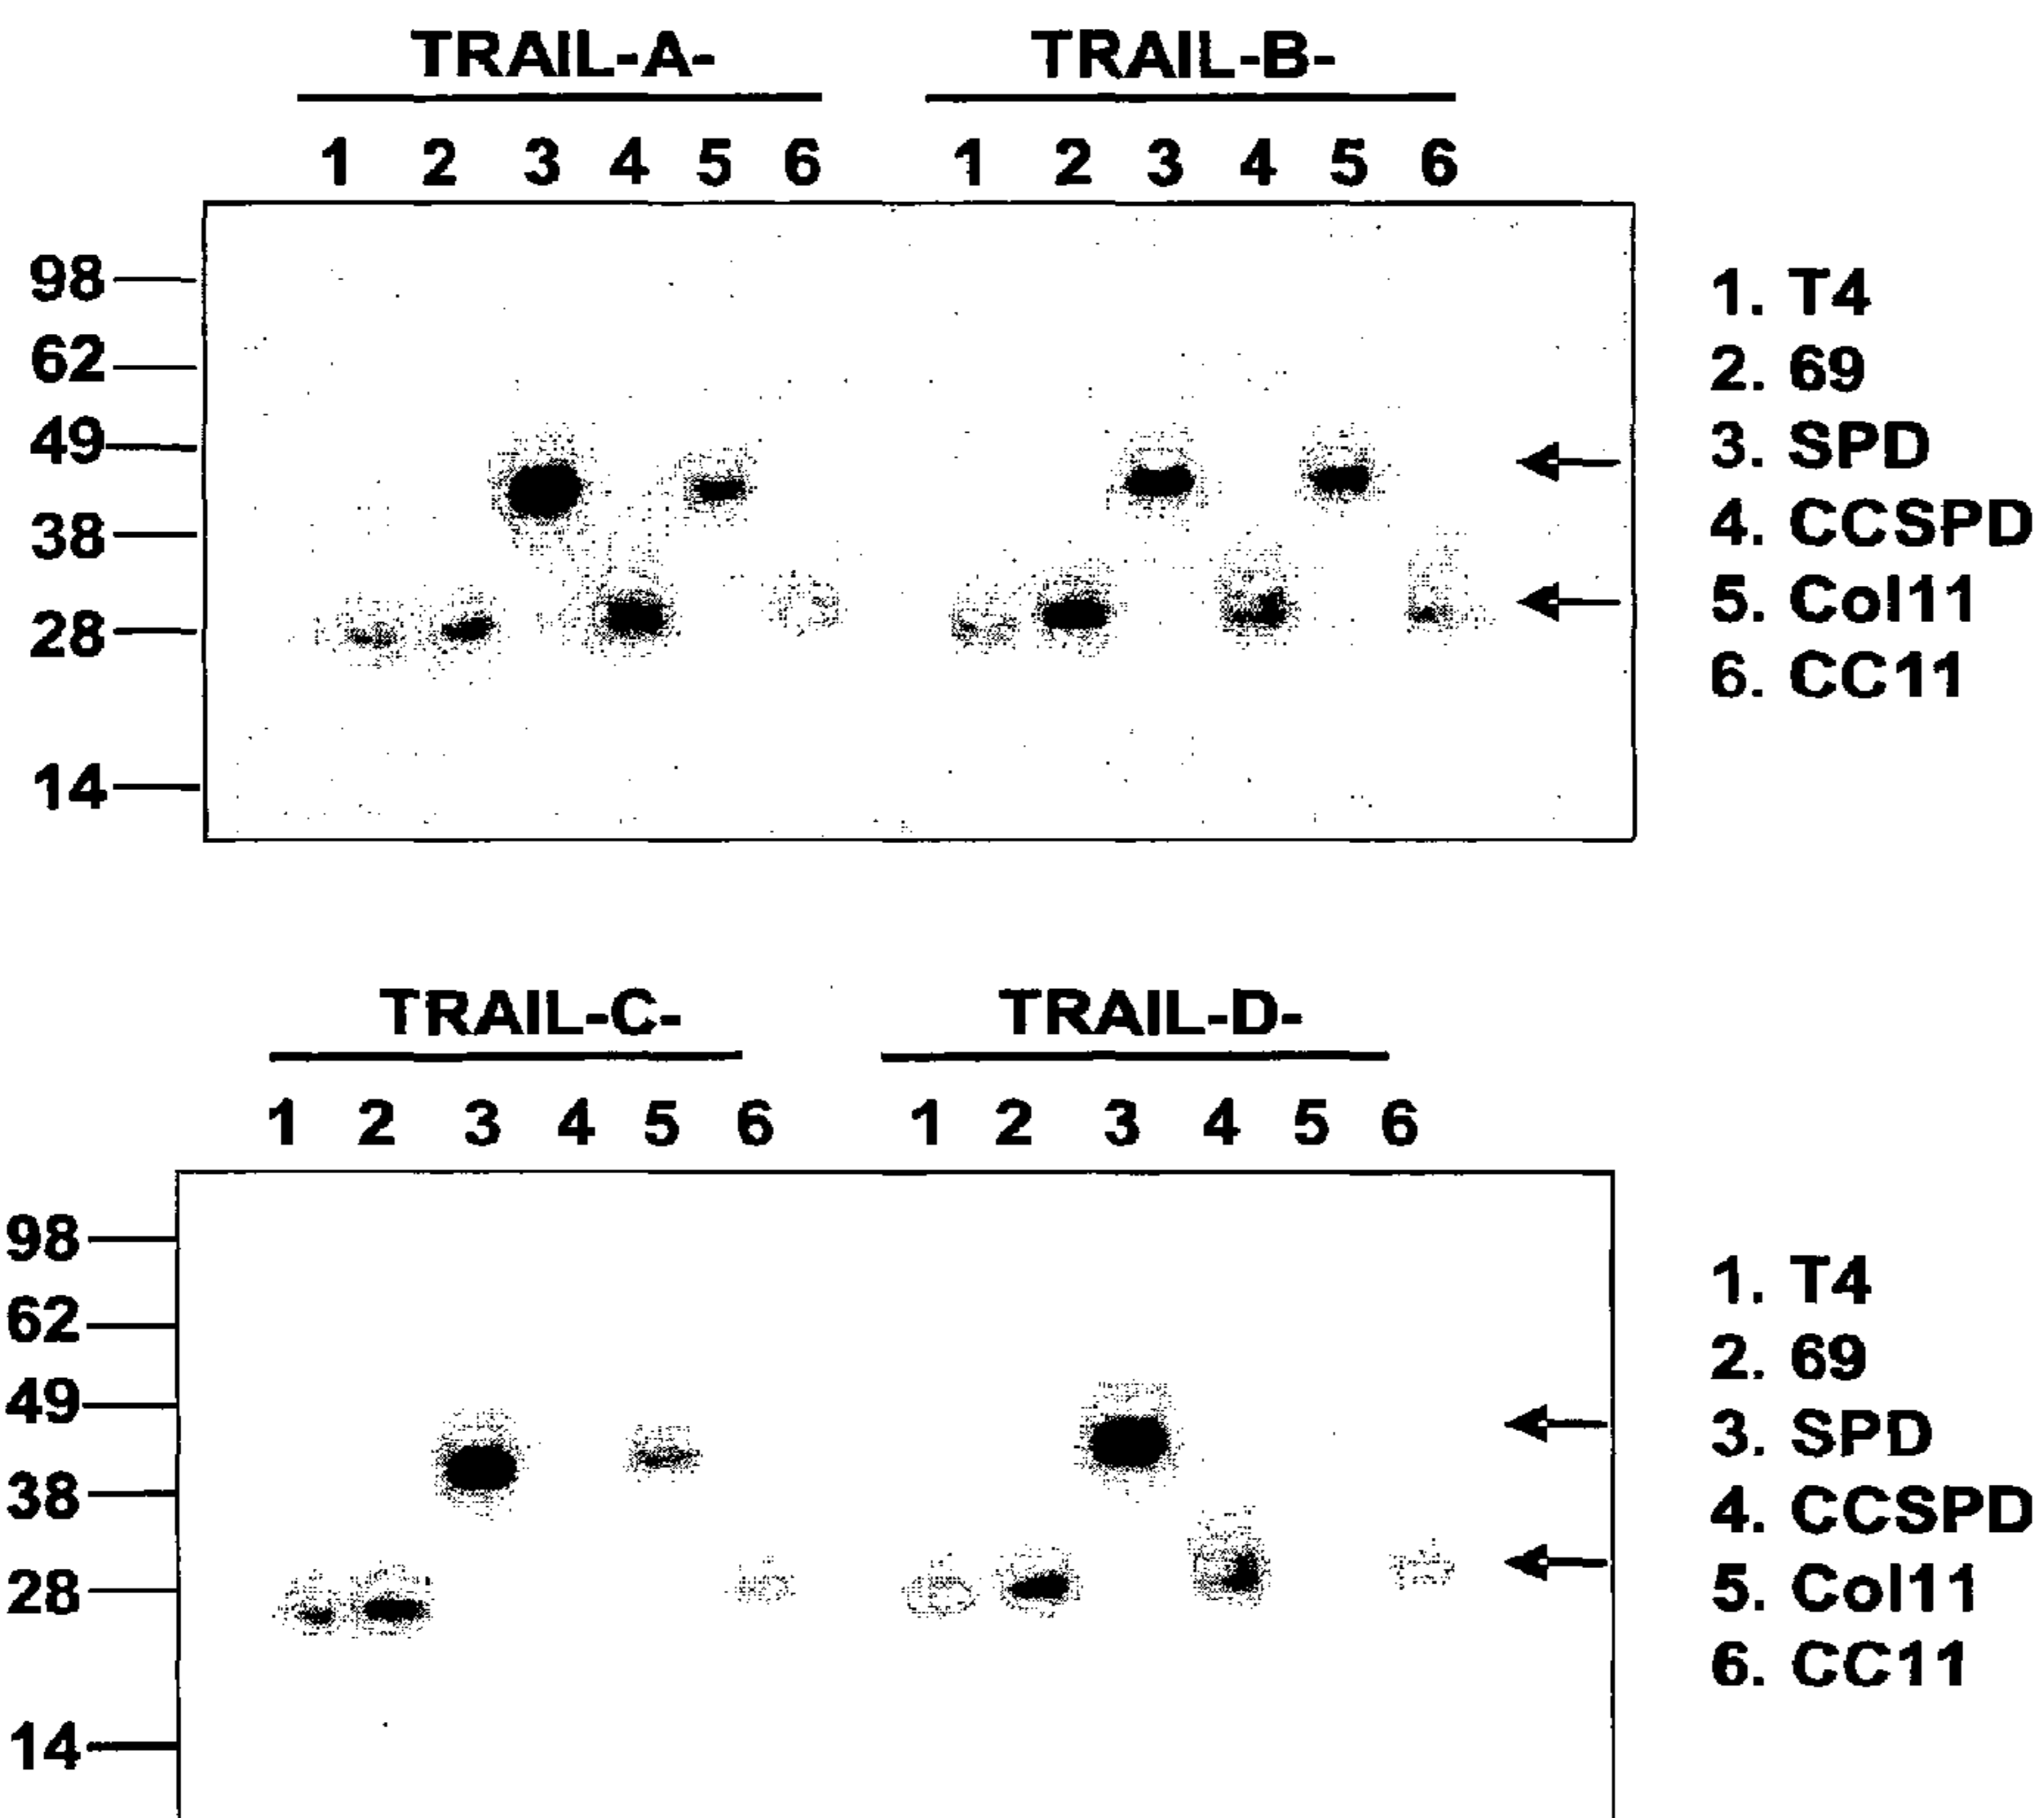 TRAIL-A- TRAIL-B-
1 2 3 4 5 6 1 2 3 4 5 6
98
62
49
38
28
14
1. T4
2. 69
3. SPD
4. CCSPD
5. Col11
6. CC11
TRAIL-C- TRAIL-D-
1 2 3 4 5 6 1 2 3 4 5 6
98
62
49
38
28
14
1. T4
2. 69
3. SPD
4. CCSPD
5. Col11
6. CC11